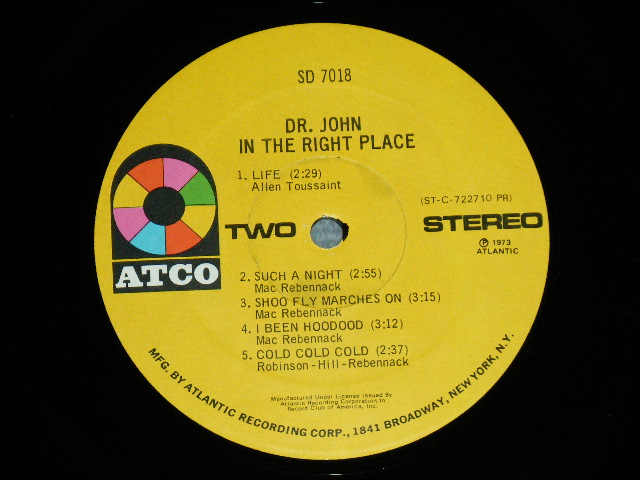 SD 7018
DR. JOHN
IN THE RIGHT PLACE
1. LIFE (2:29)
Allen Toussaint
(ST-C-722710 PR)
TWO
STEREO
Ⓟ 1973
ATLANTIC
ATCO
2. SUCH A NIGHT (2:55)
Mac Rebennack
3. SHOO FLY MARCHES ON (3:15)
Mac Rebennack
4. I BEEN HOODOOD (3:12)
Mac Rebennack
5. COLD COLD COLD (2:37)
Robinson-Hill-Rebennack
Manufactured Under License Issued By
Atlantic Recording Corporation to
Record Club of America, Inc.
MFG. BY ATLANTIC RECORDING CORP., 1841 BROADWAY, NEW YORK, N.Y.